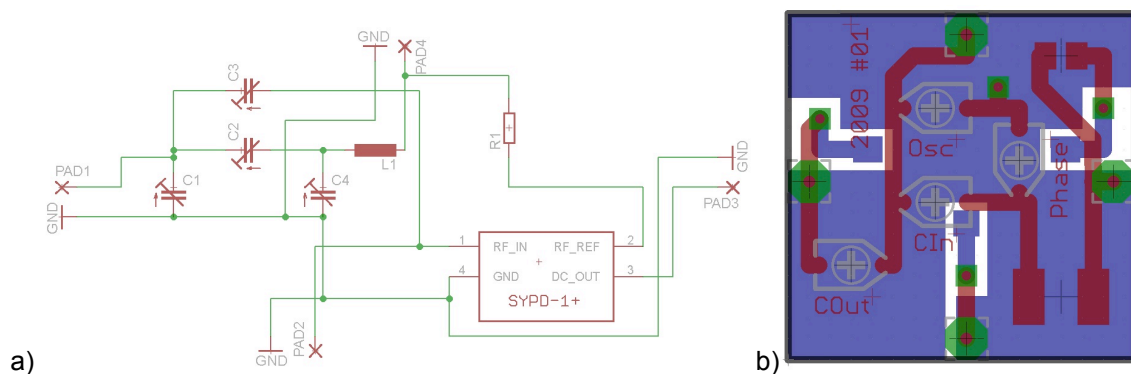 GND
PAD4
C3
C2
R1
PAD1
L1
GND
C1
C4
PAD3
GND
1
RF_IN
RF_REF
2
4
GND
DC_OUT
3
SYPD-1+
GND
PAD2
a)
2009 #01
Osc
Phase
CIn
COut
b)